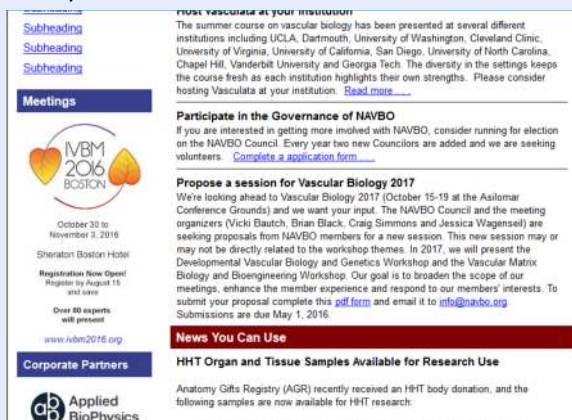 Subheading
Subheading
Subheading
Subheading
Meetings
IVBM
2016
BOSTON
October 30 to
November 3, 2016
Sheraton Boston Hotel
Registration Now Open!
Register by August 15
and save
Over 80 experts
will present
www.ivbm2016.org
Corporate Partners
Applied
BioPhysics
Host Vasculata at your Institution
The summer course on vascular biology has been presented at several different
institutions including UCLA, Dartmouth, University of Washington, Cleveland Clinic,
University of Virginia, University of California, San Diego, University of North Carolina,
Chapel Hill, Vanderbilt University and Georgia Tech. The diversity in the settings keeps
the course fresh as each institution highlights their own strengths. Please consider
hosting Vasculata at your institution. Read more . . .
Participate in the Governance of NAVBO
If you are interested in getting more involved with NAVBO, consider running for election
on the NAVBO Council. Every year two new Councilors are added and we are seeking
volunteers. Complete a application form . . . .
Propose a session for Vascular Biology 2017
We're looking ahead to Vascular Biology 2017 (October 15-19 at the Asilomar
Conference Grounds) and we want your input. The NAVBO Council and the meeting
organizers (Vicki Bautch, Brian Black, Craig Simmons and Jessica Wagenseil) are
seeking proposals from NAVBO members for a new session. This new session may or
may not be directly related to the workshop themes. In 2017, we will present the
Developmental Vascular Biology and Genetics Workshop and the Vascular Matrix
Biology and Bioengineering Workshop. Our goal is to broaden the scope of our
meetings, enhance the member experience and respond to our members' interests. To
submit your proposal complete this pdf form and email it to info@navbo.org.
Submissions are due May 1, 2016.
News You Can Use
HHT Organ and Tissue Samples Available for Research Use
Anatomy Gifts Registry (AGR) recently received an HHT body donation, and the
following samples are now available for HHT research: